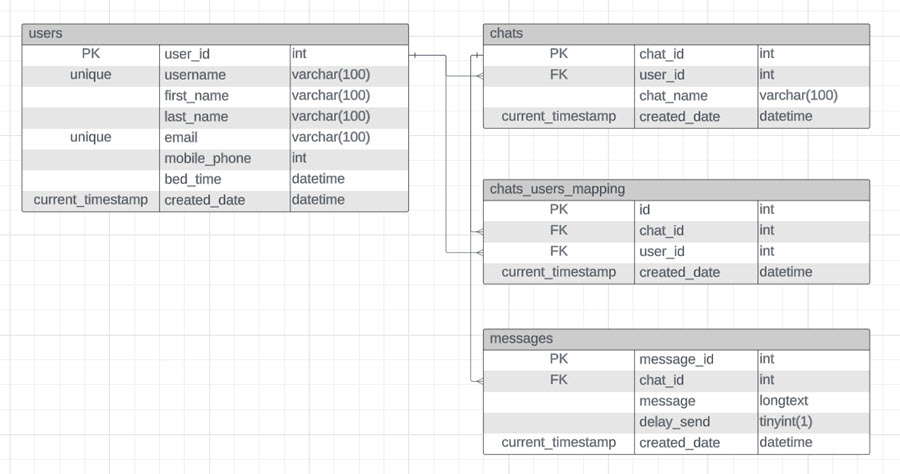 users
PK user_id int
unique username varchar(100)
first_name varchar(100)
last_name varchar(100)
unique email varchar(100)
mobile_phone int
bed_time datetime
current_timestamp created_date datetime
chats
PK chat_id int
FK user_id int
chat_name varchar(100)
current_timestamp created_date datetime
chats_users_mapping
PK id int
FK chat_id int
FK user_id int
current_timestamp created_date datetime
messages
PK message_id int
FK chat_id int
message longtext
delay_send tinyint(1)
current_timestamp created_date datetime